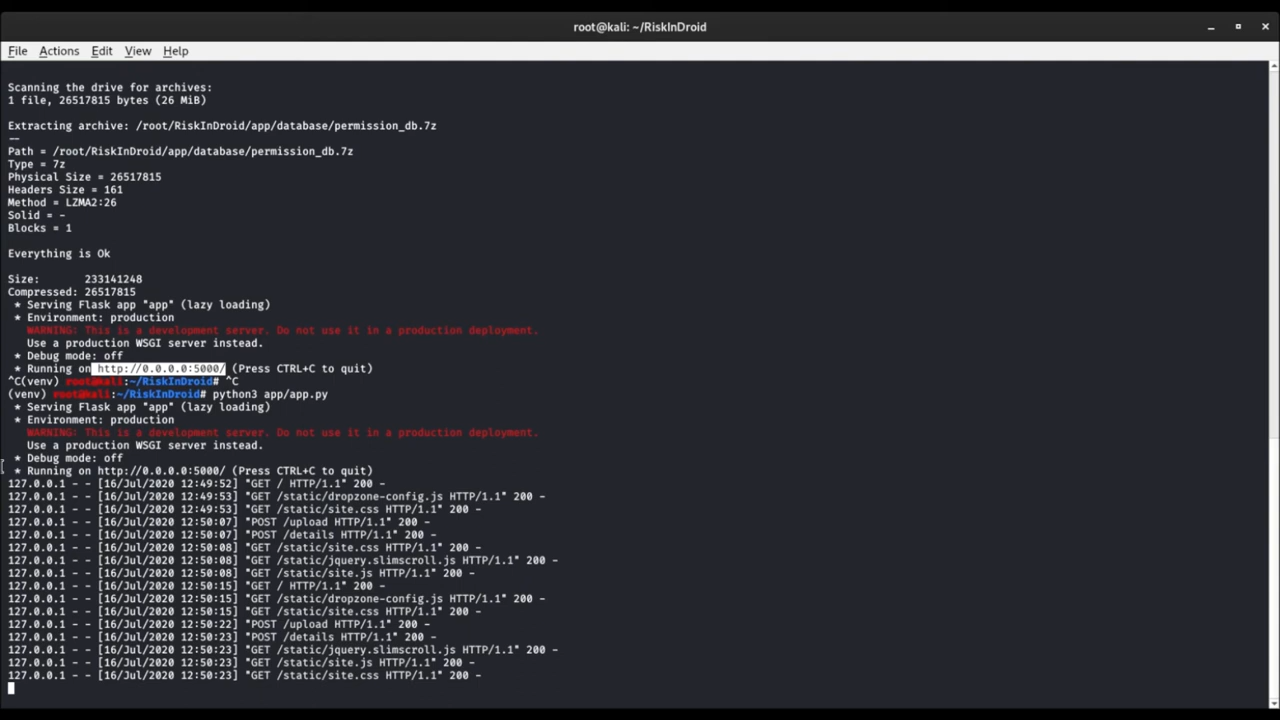 root@kali: ~/RiskInDroid
File Actions Edit View Help
Scanning the drive for archives:
1 file, 26517815 bytes (26 MiB)
Extracting archive: /root/RiskInDroid/app/database/permission_db.7z
--
Path = /root/RiskInDroid/app/database/permission_db.7z
Type = 7z
Physical Size = 26517815
Headers Size = 161
Method = LZMA2:26
Solid = -
Blocks = 1
Everything is Ok
Size:       233141248
Compressed: 26517815
 * Serving Flask app "app" (lazy loading)
 * Environment: production
   WARNING: This is a development server. Do not use it in a production deployment.
   Use a production WSGI server instead.
 * Debug mode: off
 * Running on http://0.0.0.0:5000/ (Press CTRL+C to quit)
^C(venv) root@kali:~/RiskInDroid# ^C
(venv) root@kali:~/RiskInDroid# python3 app/app.py
 * Serving Flask app "app" (lazy loading)
 * Environment: production
   WARNING: This is a development server. Do not use it in a production deployment.
   Use a production WSGI server instead.
 * Debug mode: off
 * Running on http://0.0.0.0:5000/ (Press CTRL+C to quit)
127.0.0.1 - - [16/Jul/2020 12:49:52] "GET / HTTP/1.1" 200 -
127.0.0.1 - - [16/Jul/2020 12:49:53] "GET /static/dropzone-config.js HTTP/1.1" 200 -
127.0.0.1 - - [16/Jul/2020 12:49:53] "GET /static/site.css HTTP/1.1" 200 -
127.0.0.1 - - [16/Jul/2020 12:50:07] "POST /upload HTTP/1.1" 200 -
127.0.0.1 - - [16/Jul/2020 12:50:07] "POST /details HTTP/1.1" 200 -
127.0.0.1 - - [16/Jul/2020 12:50:08] "GET /static/site.css HTTP/1.1" 200 -
127.0.0.1 - - [16/Jul/2020 12:50:08] "GET /static/jquery.slimscroll.js HTTP/1.1" 200 -
127.0.0.1 - - [16/Jul/2020 12:50:08] "GET /static/site.js HTTP/1.1" 200 -
127.0.0.1 - - [16/Jul/2020 12:50:15] "GET / HTTP/1.1" 200 -
127.0.0.1 - - [16/Jul/2020 12:50:15] "GET /static/dropzone-config.js HTTP/1.1" 200 -
127.0.0.1 - - [16/Jul/2020 12:50:15] "GET /static/site.css HTTP/1.1" 200 -
127.0.0.1 - - [16/Jul/2020 12:50:22] "POST /upload HTTP/1.1" 200 -
127.0.0.1 - - [16/Jul/2020 12:50:23] "POST /details HTTP/1.1" 200 -
127.0.0.1 - - [16/Jul/2020 12:50:23] "GET /static/jquery.slimscroll.js HTTP/1.1" 200 -
127.0.0.1 - - [16/Jul/2020 12:50:23] "GET /static/site.js HTTP/1.1" 200 -
127.0.0.1 - - [16/Jul/2020 12:50:23] "GET /static/site.css HTTP/1.1" 200 -